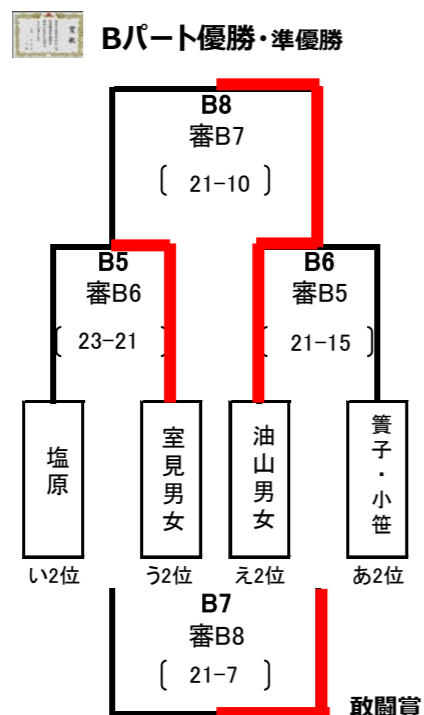 Bパート優勝・準優勝
B8
審B7
〔 21-10 〕
B5
審B6
〔 23-21 〕
B6
審B5
〔 21-15 〕
塩原
室見男女
油山男女
簀子・小笹
い2位
う2位
え2位
あ2位
B7
審B8
〔 21-7 〕
敢闘賞